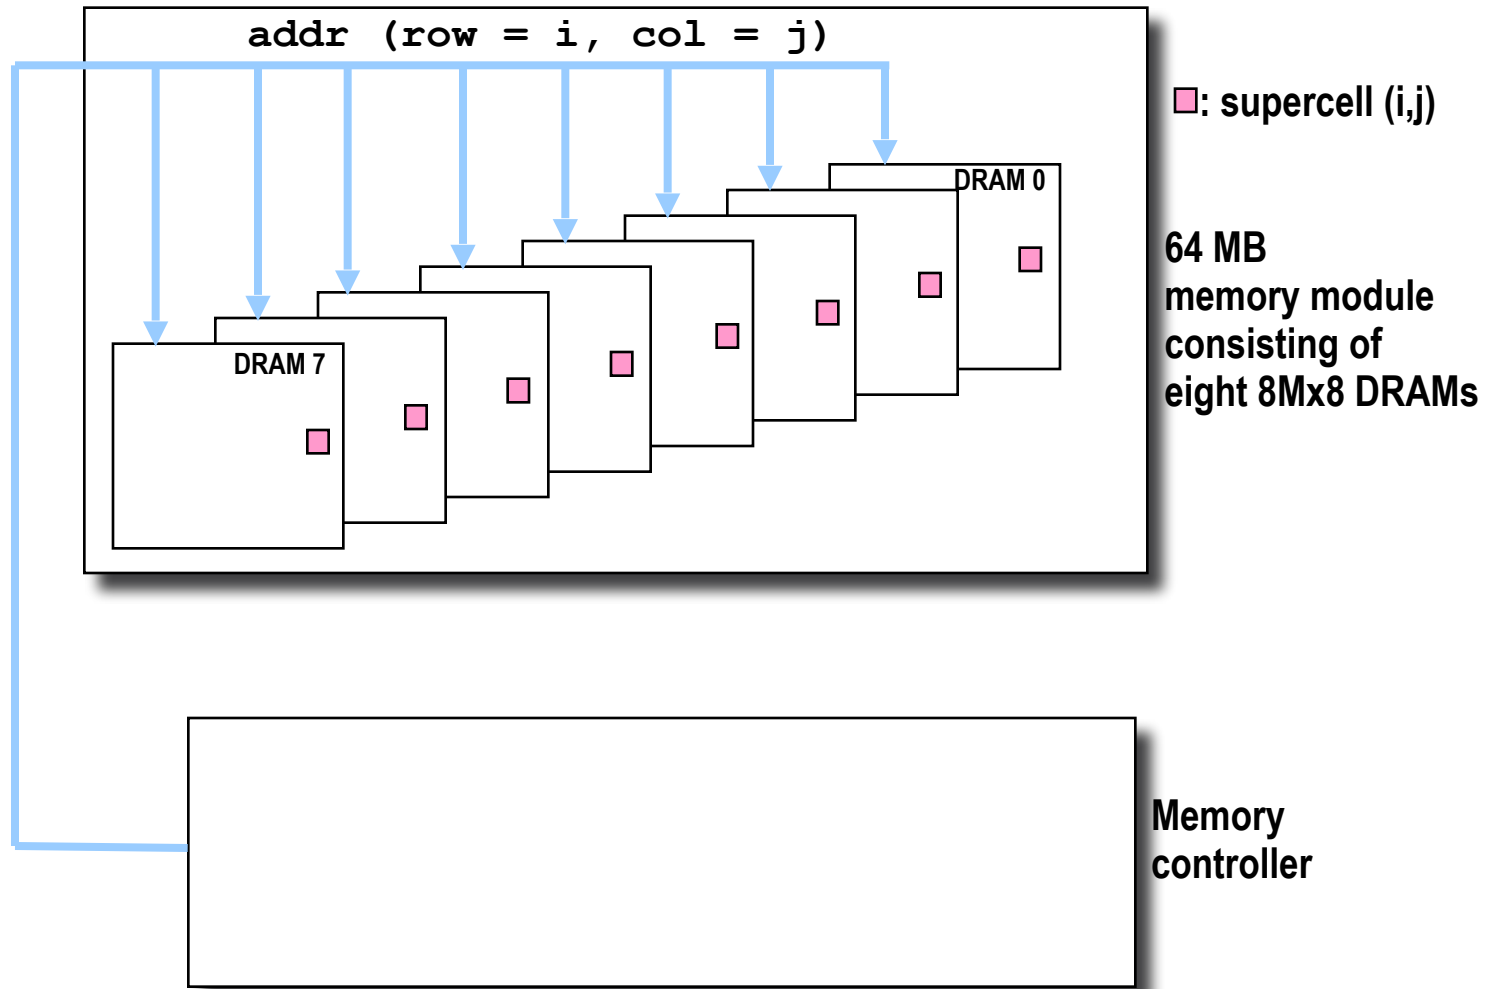 addr (row = i, col = j)
: supercell (i,j)
DRAM 0
64 MB
memory module
consisting of
eight 8Mx8 DRAMs
DRAM 7
Memory
controller